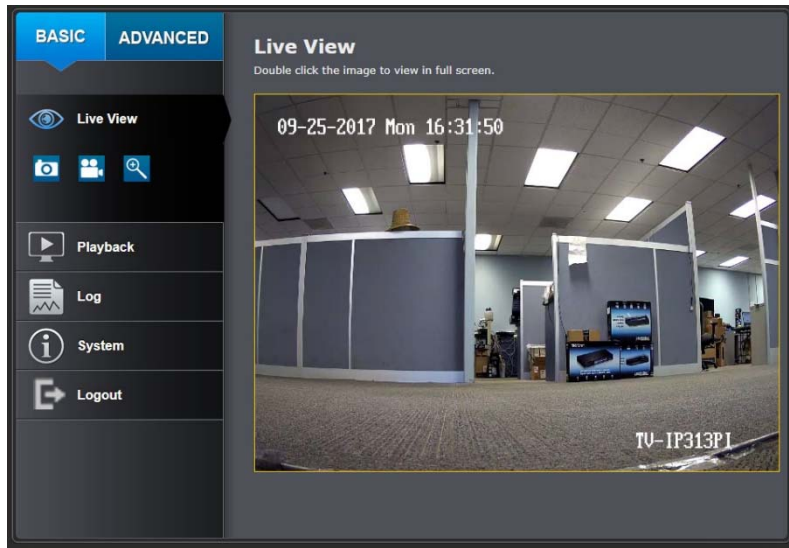 BASIC
ADVANCED
Live View
Playback
Log
System
Logout
Live View
Double click the image to view in full screen.
09-25-2017 Mon 16:31:50
TV-IP313PI